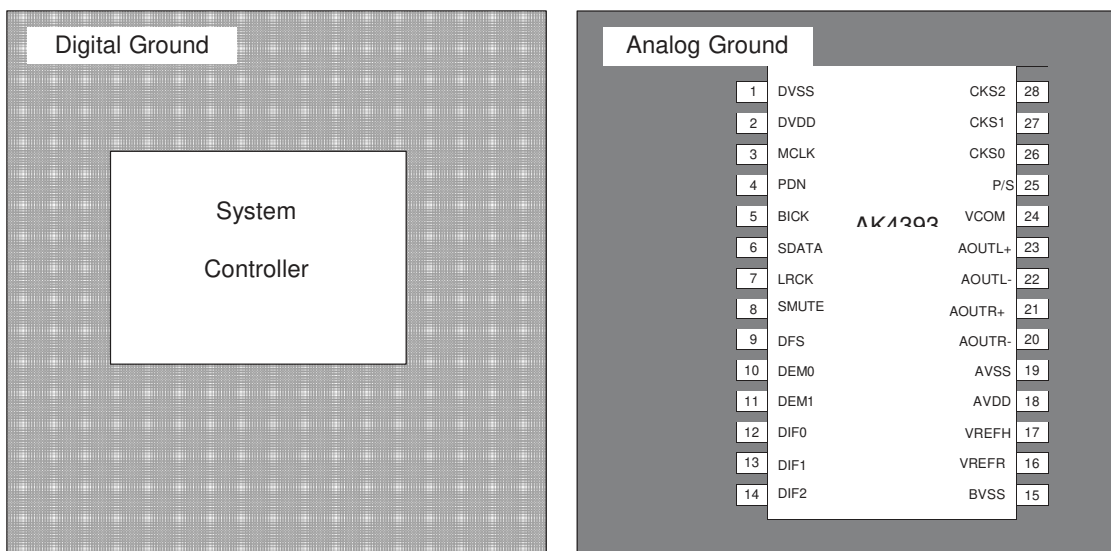 Digital Ground
System
Controller
Analog Ground
1 DVSS CKS2 28
2 DVDD CKS1 27
3 MCLK CKS0 26
4 PDN P/S 25
5 BICK AK4393 VCOM 24
6 SDATA AOUTL+ 23
7 LRCK AOUTL- 22
8 SMUTE AOUTR+ 21
9 DFS AOUTR- 20
10 DEM0 AVSS 19
11 DEM1 AVDD 18
12 DIF0 VREFH 17
13 DIF1 VREFR 16
14 DIF2 BVSS 15